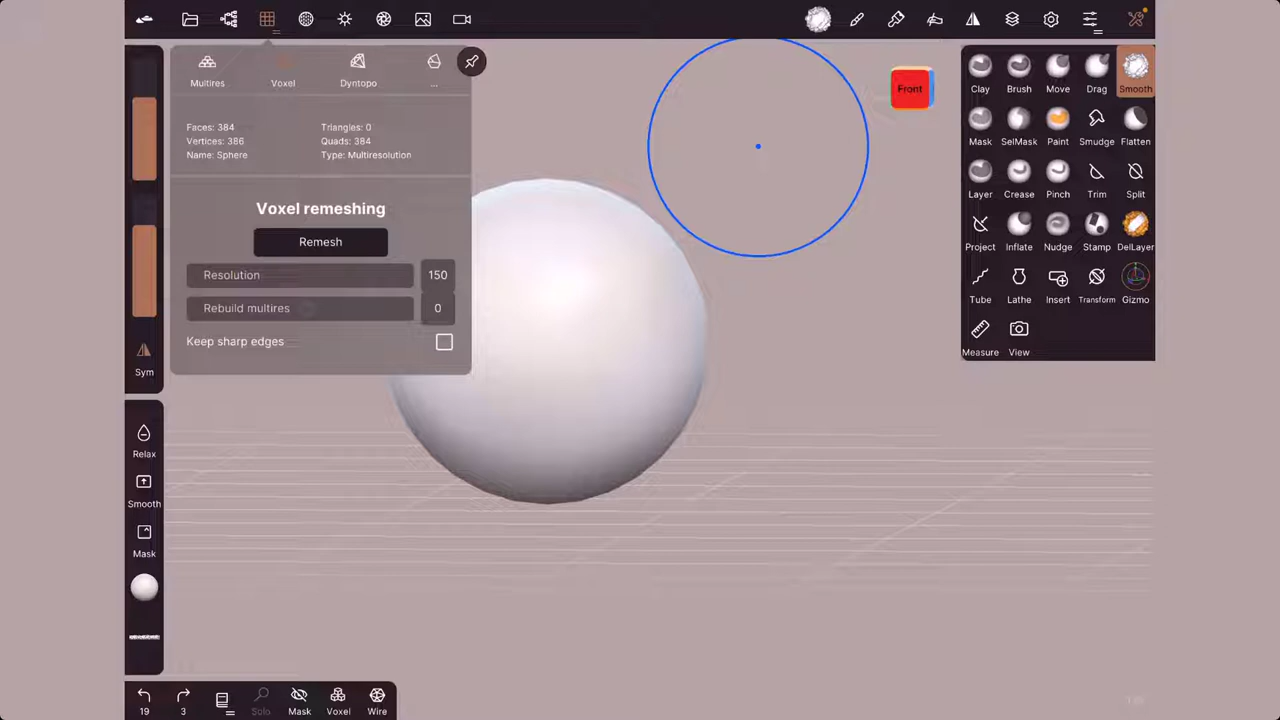 Multires Voxel Dyntopo ...
Faces: 384 Triangles: 0
Vertices: 386 Quads: 384
Name: Sphere Type: Multiresolution
Voxel remeshing
Remesh
Resolution 150
Rebuild multires 0
Keep sharp edges
Front
Clay Brush Move Drag Smooth
Mask SelMask Paint Smudge Flatten
Layer Crease Pinch Trim Split
Project Inflate Nudge Stamp DelLayer
Tube Lathe Insert Transform Gizmo
Measure View
Sym
Relax
Smooth
Mask
19 3 Solo Mask Voxel Wire